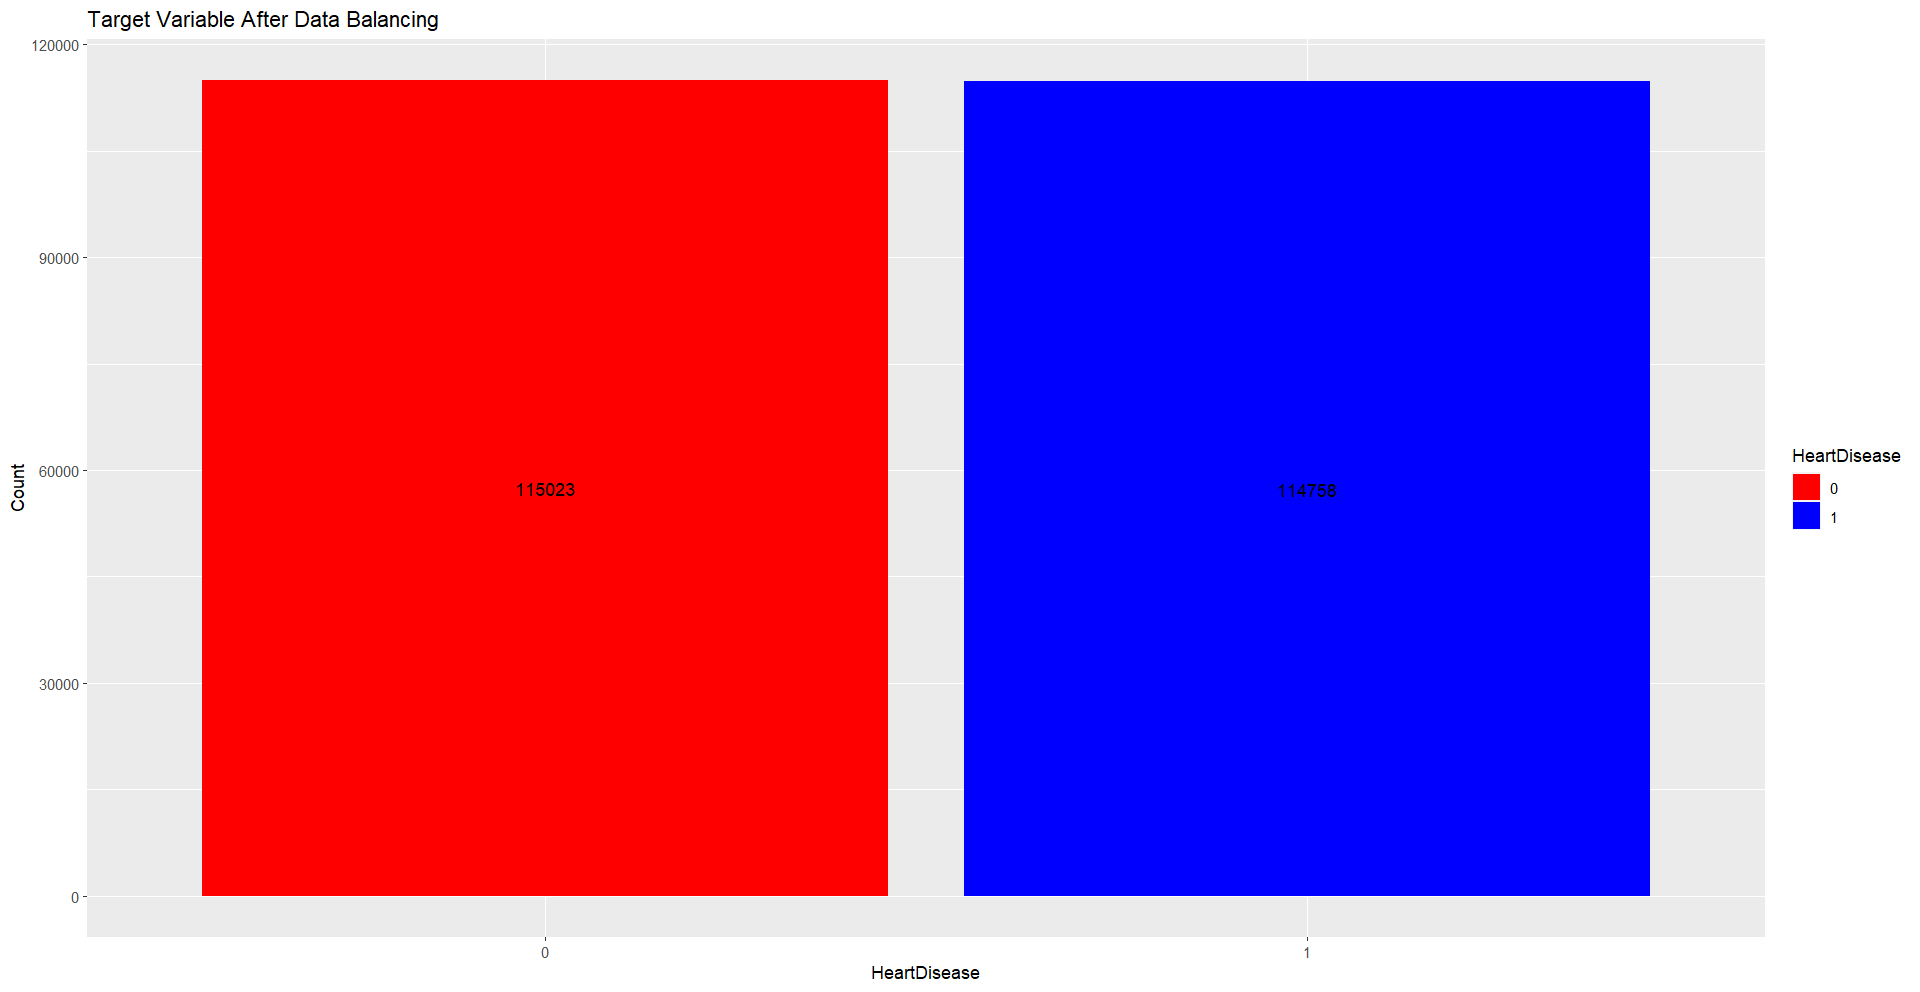 Target Variable After Data Balancing
120000
90000
60000
30000
0
Count
115023
114758
0
1
HeartDisease
HeartDisease
0
1